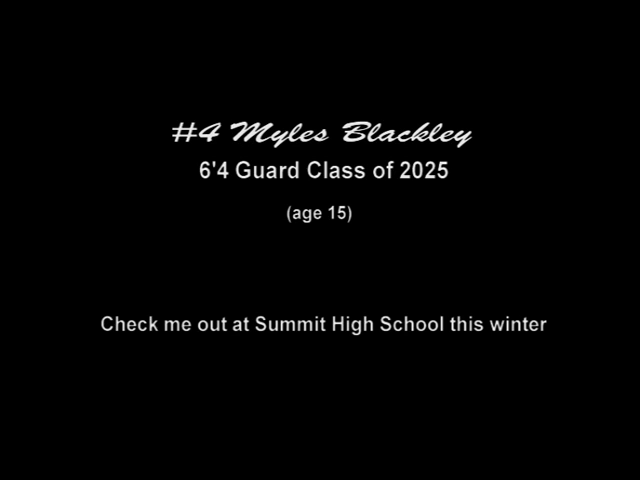 #4 Myles Blackley
6'4 Guard Class of 2025
(age 15)
Check me out at Summit High School this winter